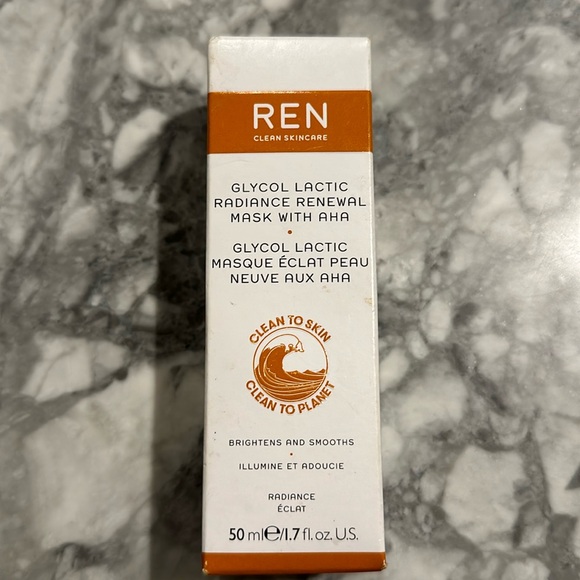 REN
CLEAN SKINCARE
GLYCOL LACTIC
RADIANCE RENEWAL
MASK WITH AHA
•
GLYCOL LACTIC
MASQUE ÉCLAT PEAU
NEUVE AUX AHA
CLEAN TO SKIN
CLEAN TO PLANET
BRIGHTENS AND SMOOTHS
•
ILLUMINE ET ADOUCIE
RADIANCE
ÉCLAT
50 ml℮/1.7 fl. oz. U.S.